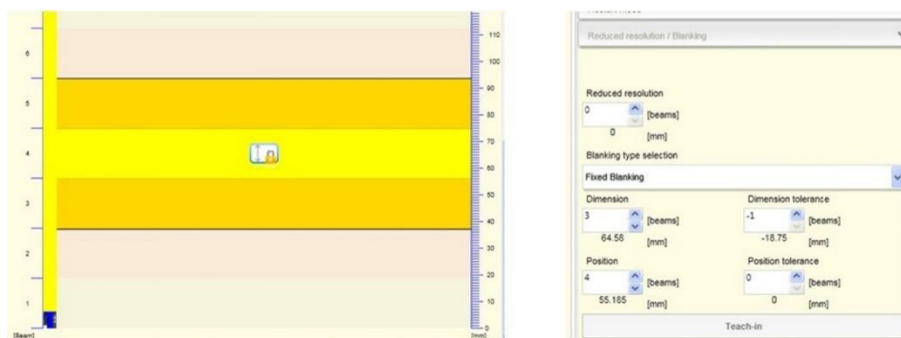 6
5
4
3
2
1
[Beam]
110
100
90
80
70
60
50
40
30
20
10
0
[mm]
Reduced resolution / Blanking
Reduced resolution
0
[beams]
0
[mm]
Blanking type selection
Fixed Blanking
Dimension
Dimension tolerance
3
[beams]
-1
[beams]
64.58
[mm]
-18.75
[mm]
Position
Position tolerance
4
[beams]
0
[beams]
55.185
[mm]
0
[mm]
Teach-in